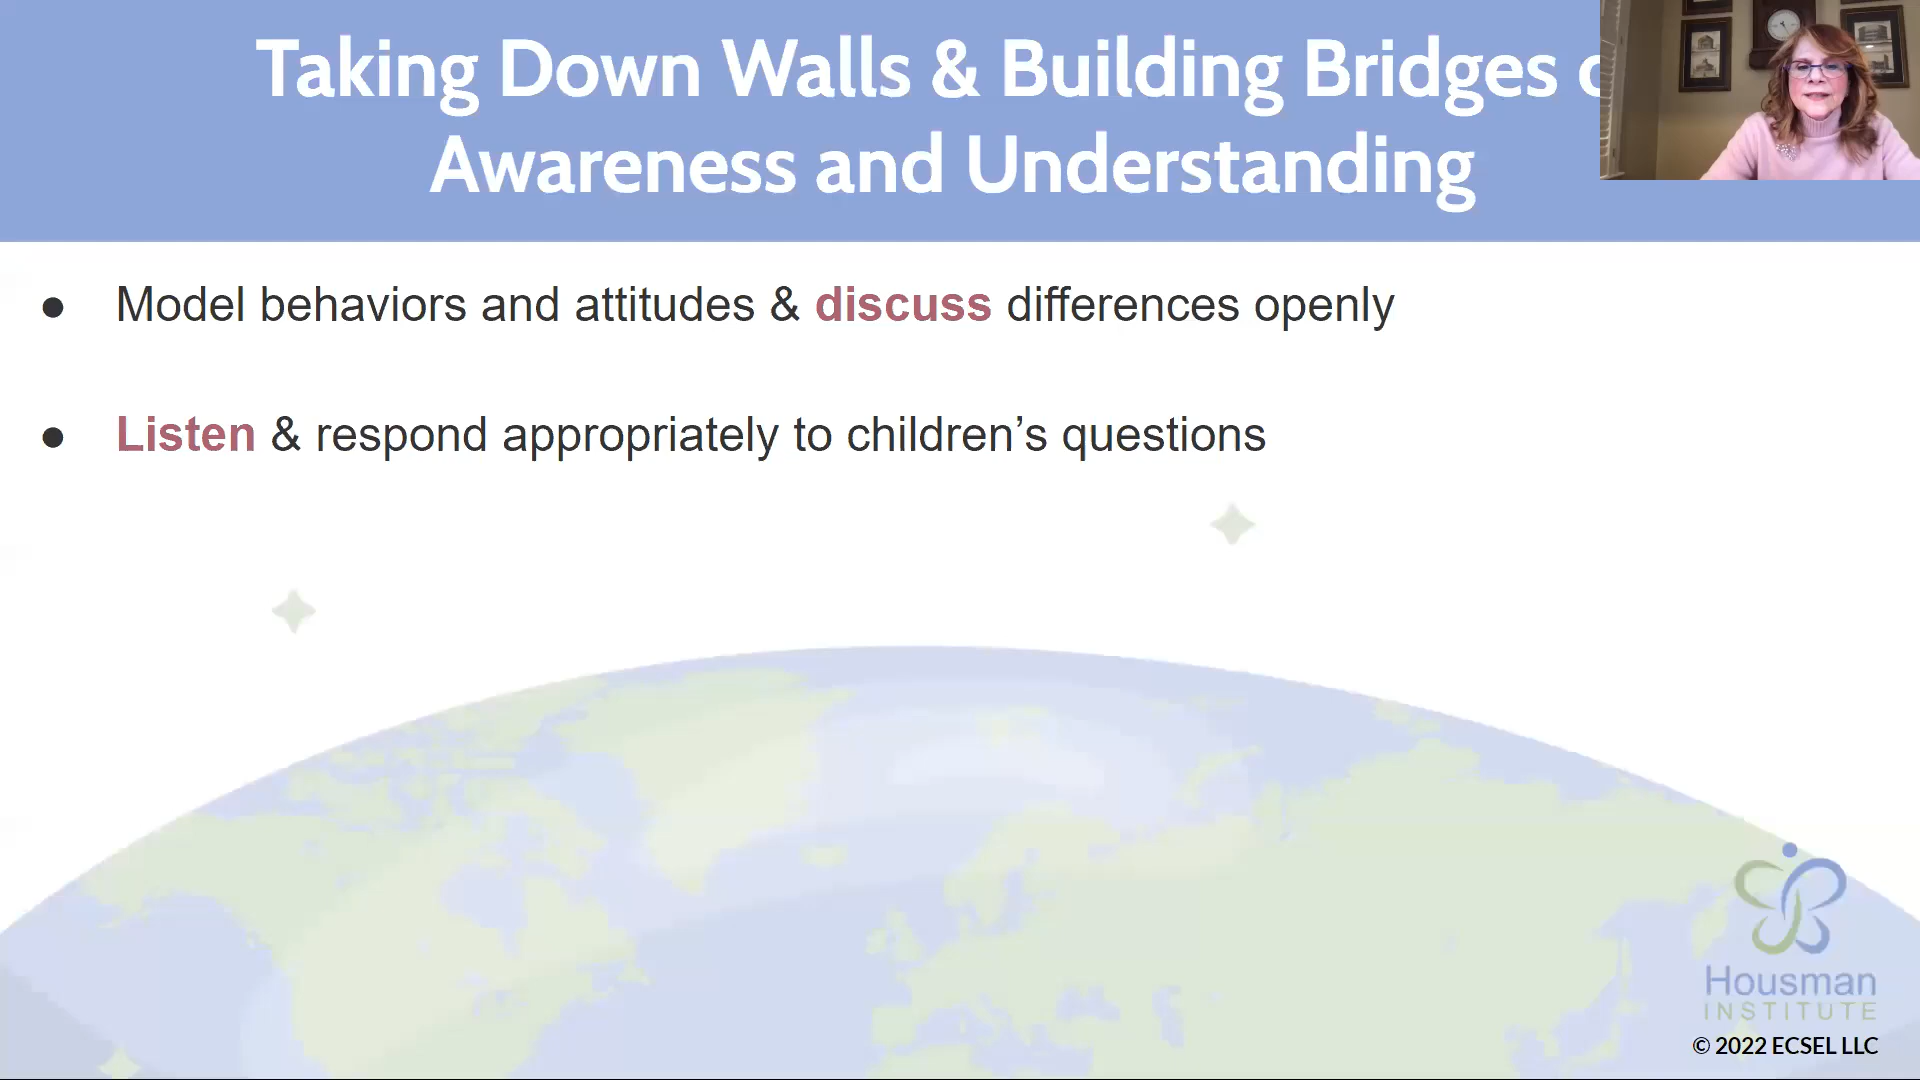 Taking Down Walls & Building Bridges
Awareness and Understanding
● Model behaviors and attitudes & discuss differences openly
● Listen & respond appropriately to children’s questions
Housman
INSTITUTE
© 2022 ECSEL LLC